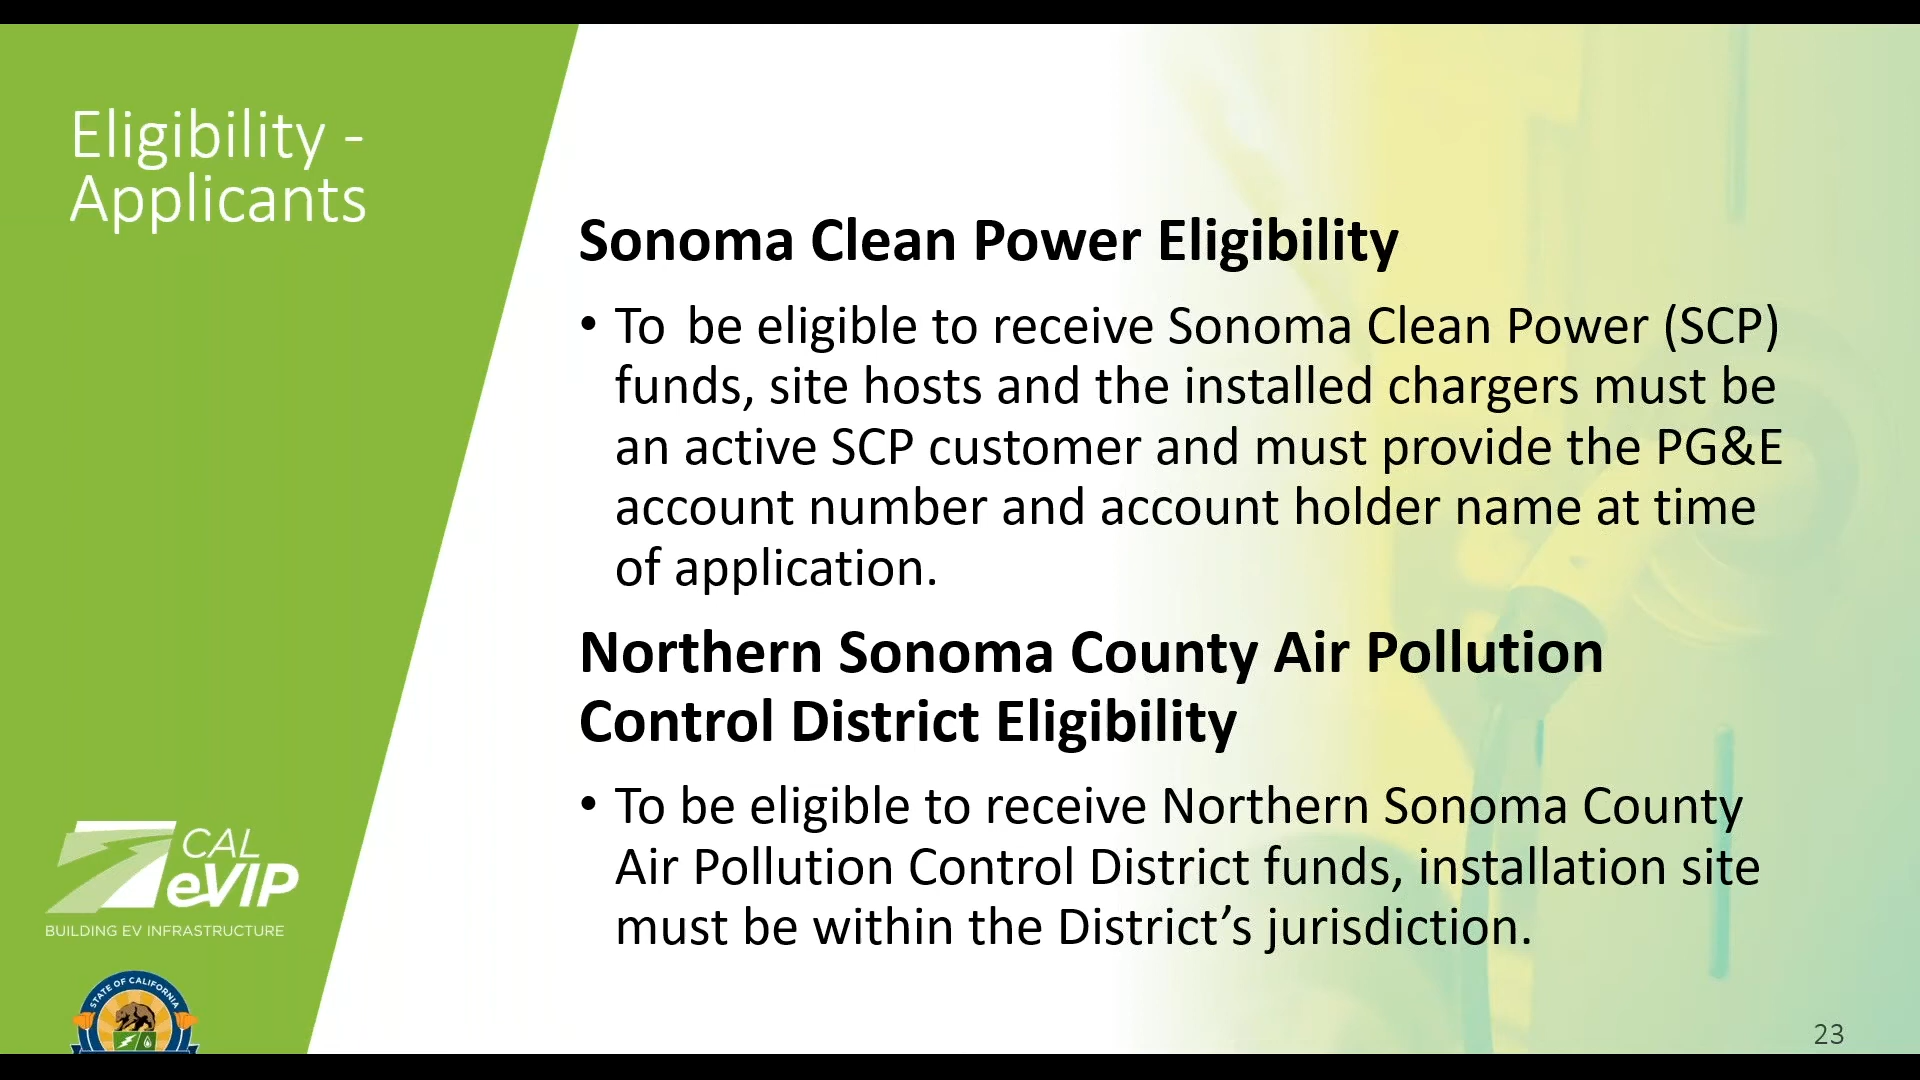 Eligibility -
Applicants
Sonoma Clean Power Eligibility
• To be eligible to receive Sonoma Clean Power (SCP)
funds, site hosts and the installed chargers must be
an active SCP customer and must provide the PG&E
account number and account holder name at time
of application.
Northern Sonoma County Air Pollution
Control District Eligibility
• To be eligible to receive Northern Sonoma County
Air Pollution Control District funds, installation site
must be within the District’s jurisdiction.
CAL
eVIP
BUILDING EV INFRASTRUCTURE
STATE OF CALIFORNIA
23